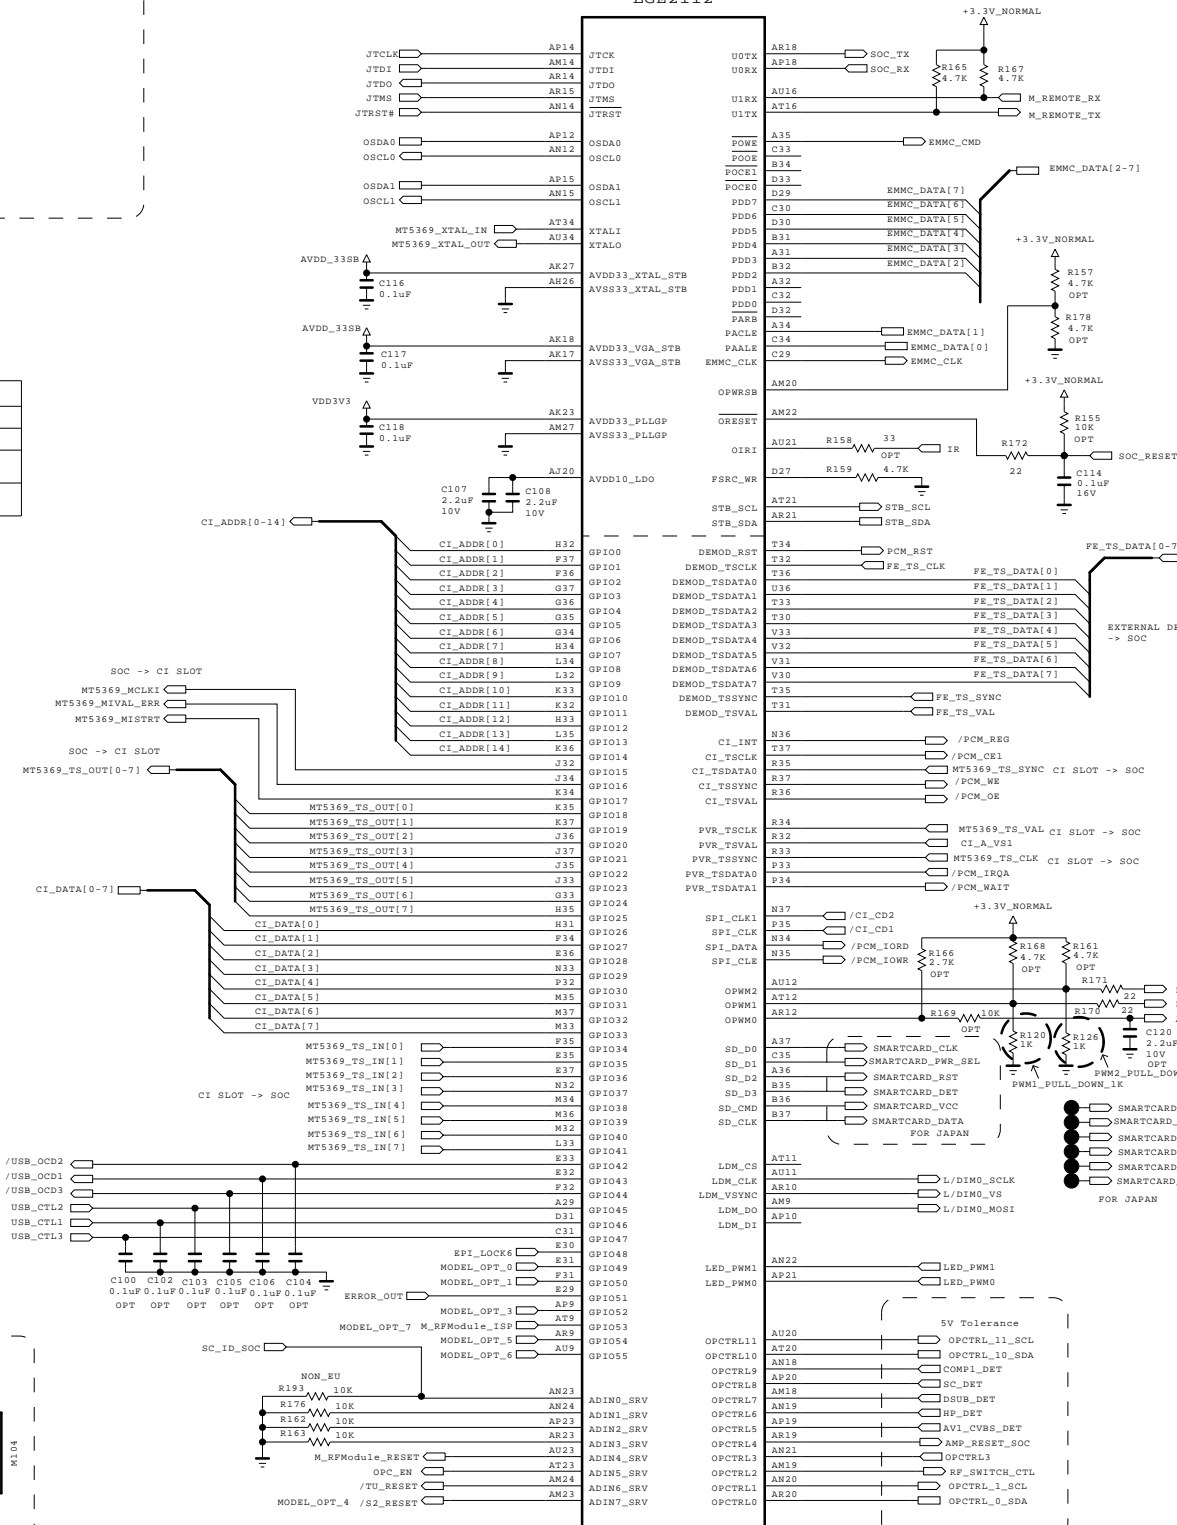 +3.3V_NORMAL
JTCLK AP14 JTCK U0TX AR18 SOC_TX
JTDI AM14 JTDI U0RX AP18 SOC_RX R165 4.7K R167 4.7K
JTDO AR14 JTDO
JTMS AR15 JTMS U1RX AU16 M_REMOTE_RX
JTRST# AN14 JTRST U1TX AT16 M_REMOTE_TX
OSDA0 AP12 OSDA0 POWE A35 EMMC_CMD
OSCL0 AN12 OSCL0 POOE C33
POCE1 B34 EMMC_DATA[2-7]
OSDA1 AP15 OSDA1 POCE0 D33
OSCL1 AN15 OSCL1 PDD7 D29 EMMC_DATA[7]
PDD6 C30 EMMC_DATA[6]
MT5369_XTAL_IN AT34 XTALI PDD5 D30 EMMC_DATA[5]
MT5369_XTAL_OUT AU34 XTALO PDD4 B31 EMMC_DATA[4]
PDD3 A31 EMMC_DATA[3]
AVDD_33SB AK27 AVDD33_XTAL_STB PDD2 B32 EMMC_DATA[2]
C116 0.1uF AH26 AVSS33_XTAL_STB PDD1 A32
PDD0 C32
PARB D32
+3.3V_NORMAL R157 4.7K OPT
R178 4.7K OPT
AVDD_33SB PACLE A34 EMMC_DATA[1]
AK18 AVDD33_VGA_STB PAALE C34 EMMC_DATA[0]
C117 0.1uF AK17 AVSS33_VGA_STB EMMC_CLK C29 EMMC_CLK
OPWRSB AM20
+3.3V_NORMAL
VDD3V3 AK23 AVDD33_PLLGP ORESET AM22 R155 10K OPT
C118 0.1uF AM27 AVSS33_PLLGP
OIRI AU21 R158 33 OPT IR R172 22 SOC_RESET
AJ20 AVDD10_LDO FSRC_WR D27 R159 4.7K C114 0.1uF 16V
C107 2.2uF 10V C108 2.2uF 10V
STB_SCL AT21 STB_SCL
STB_SDA AR21 STB_SDA
CI_ADDR[0-14]
CI_ADDR[0] H32 GPIO0 DEMOD_RST T34 PCM_RST FE_TS_DATA[0-7
CI_ADDR[1] F37 GPIO1 DEMOD_TSCLK T32 FE_TS_CLK
CI_ADDR[2] F36 GPIO2 DEMOD_TSDATA0 T36 FE_TS_DATA[0]
CI_ADDR[3] G37 GPIO3 DEMOD_TSDATA1 U36 FE_TS_DATA[1]
CI_ADDR[4] G36 GPIO4 DEMOD_TSDATA2 T33 FE_TS_DATA[2]
CI_ADDR[5] G35 GPIO5 DEMOD_TSDATA3 T30 FE_TS_DATA[3]
CI_ADDR[6] G34 GPIO6 DEMOD_TSDATA4 V33 FE_TS_DATA[4] EXTERNAL
CI_ADDR[7] H34 GPIO7 DEMOD_TSDATA5 V32 FE_TS_DATA[5] -> SOC
CI_ADDR[8] L34 GPIO8 DEMOD_TSDATA6 V31 FE_TS_DATA[6]
CI_ADDR[9] L32 GPIO9 DEMOD_TSDATA7 V30 FE_TS_DATA[7]
CI_ADDR[10] K33 GPIO10 DEMOD_TSSYNC T35 FE_TS_SYNC
CI_ADDR[11] K32 GPIO11 DEMOD_TSVAL T31 FE_TS_VAL
CI_ADDR[12] H33 GPIO12
CI_ADDR[13] L35 GPIO13 CI_INT N36 /PCM_REG
CI_ADDR[14] K36 GPIO14 CI_TSCLK T37 /PCM_CE1
SOC -> CI SLOT
MT5369_MCLKI J32 GPIO15 CI_TSDATA0 R35 MT5369_TS_SYNC CI SLOT -> SOC
MT5369_MIVAL_ERR J34 GPIO16 CI_TSSYNC R37 /PCM_WE
MT5369_MISTRT K34 GPIO17 CI_TSVAL R36 /PCM_OE
SOC -> CI SLOT
MT5369_TS_OUT[0-7]
MT5369_TS_OUT[0] K35 GPIO18
MT5369_TS_OUT[1] K37 GPIO19 PVR_TSCLK R34 MT5369_TS_VAL CI SLOT -> SOC
MT5369_TS_OUT[2] J36 GPIO20 PVR_TSVAL R32 CI_A_VS1
MT5369_TS_OUT[3] J37 GPIO21 PVR_TSSYNC R33 MT5369_TS_CLK CI SLOT -> SOC
MT5369_TS_OUT[4] J35 GPIO22 PVR_TSDATA0 P33 /PCM_IRQA
MT5369_TS_OUT[5] J33 GPIO23 PVR_TSDATA1 P34 /PCM_WAIT
MT5369_TS_OUT[6] G33 GPIO24
MT5369_TS_OUT[7] H35 GPIO25 SPI_CLK1 N37 /CI_CD2 +3.3V_NORMAL
CI_DATA[0-7]
CI_DATA[0] H31 GPIO26 SPI_CLK P35 /CI_CD1
CI_DATA[1] F34 GPIO27 SPI_DATA N34 /PCM_IORD
CI_DATA[2] E36 GPIO28 SPI_CLE N35 /PCM_IOWR
R166 2.7K OPT R168 4.7K OPT R161 4.7K OPT
CI_DATA[3] N33 GPIO29
CI_DATA[4] P32 GPIO30 OPWM2 AU12 R171 22
CI_DATA[5] M35 GPIO31 OPWM1 AT12 R170 22
CI_DATA[6] M37 GPIO32 OPWM0 AR12 R169 10K OPT
CI_DATA[7] M33 GPIO33
R120 1K R126 1K C120 2.2uF 10V OPT
PWM1_PULL_DOWN_1K
MT5369_TS_IN[0] F35 GPIO34 SD_D0 A37 SMARTCARD_CLK
MT5369_TS_IN[1] E35 GPIO35 SD_D1 C35 SMARTCARD_PWR_SEL
MT5369_TS_IN[2] E37 GPIO36 SD_D2 A36 SMARTCARD_RST
MT5369_TS_IN[3] N32 GPIO37 SD_D3 B35 SMARTCARD_DET
CI SLOT -> SOC
MT5369_TS_IN[4] M34 GPIO38 SD_CMD B36 SMARTCARD_VCC
MT5369_TS_IN[5] M36 GPIO39 SD_CLK B37 SMARTCARD_DATA
MT5369_TS_IN[6] M32 GPIO40 FOR JAPAN
MT5369_TS_IN[7] L33 GPIO41
SMARTCARD
SMARTCARD_
SMARTCARD
SMARTCARD
SMARTCARD
SMARTCARD_
FOR JAPAN
/USB_OCD2 E33 GPIO42 LDM_CS AT11
/USB_OCD1 E32 GPIO43 LDM_CLK AU11 L/DIM0_SCLK
/USB_OCD3 F32 GPIO44 LDM_VSYNC AR10 L/DIM0_VS
USB_CTL2 A29 GPIO45 LDM_DO AM9 L/DIM0_MOSI
USB_CTL1 D31 GPIO46 LDM_DI AP10
USB_CTL3 C31 GPIO47
EPI_LOCK6 E30 GPIO48
MODEL_OPT_0 E31 GPIO49 LED_PWM1 AN22 LED_PWM1
MODEL_OPT_1 F31 GPIO50 LED_PWM0 AP21 LED_PWM0
C100 0.1uF OPT C102 0.1uF OPT C103 0.1uF OPT C105 0.1uF OPT C106 0.1uF OPT C104 0.1uF OPT
ERROR_OUT E29 GPIO51
MODEL_OPT_3 AP9 GPIO52
MODEL_OPT_7 M_RFModule_ISP AT9 GPIO53 5V Tolerance
MODEL_OPT_5 AR9 GPIO54 OPCTRL11 AU20 OPCTRL_11_SCL
MODEL_OPT_6 AU9 GPIO55 OPCTRL10 AT20 OPCTRL_10_SDA
SC_ID_SOC
OPCTRL9 AN18 COMP1_DET
NON_EU OPCTRL8 AP20 SC_DET
R193 10K AN23 ADIN0_SRV OPCTRL7 AM18 DSUB_DET
R176 10K AN24 ADIN1_SRV OPCTRL6 AN19 HP_DET
R162 10K AP23 ADIN2_SRV OPCTRL5 AP19 AV1_CVBS_DET
R163 10K AR23 ADIN3_SRV OPCTRL4 AR19 AMP_RESET_SOC
M_RFModule_RESET AU23 ADIN4_SRV OPCTRL3 AN21 OPCTRL3
OPC_EN AT23 ADIN5_SRV OPCTRL2 AM19 RF_SWITCH_CTL
/TU_RESET AM24 ADIN6_SRV OPCTRL1 AN20 OPCTRL_1_SCL
MODEL_OPT_4 /S2_RESET AM23 ADIN7_SRV OPCTRL0 AR20 OPCTRL_0_SDA
M104